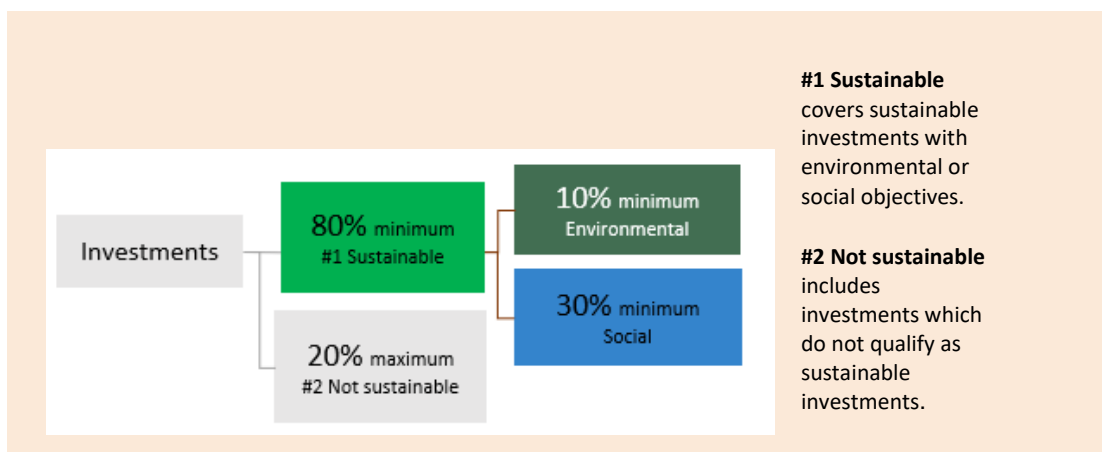 Investments
80% minimum
#1 Sustainable
20% maximum
#2 Not sustainable
10% minimum
Environmental
30% minimum
Social
#1 Sustainable
covers sustainable
investments with
environmental or
social objectives.
#2 Not sustainable
includes
investments which
do not qualify as
sustainable
investments.